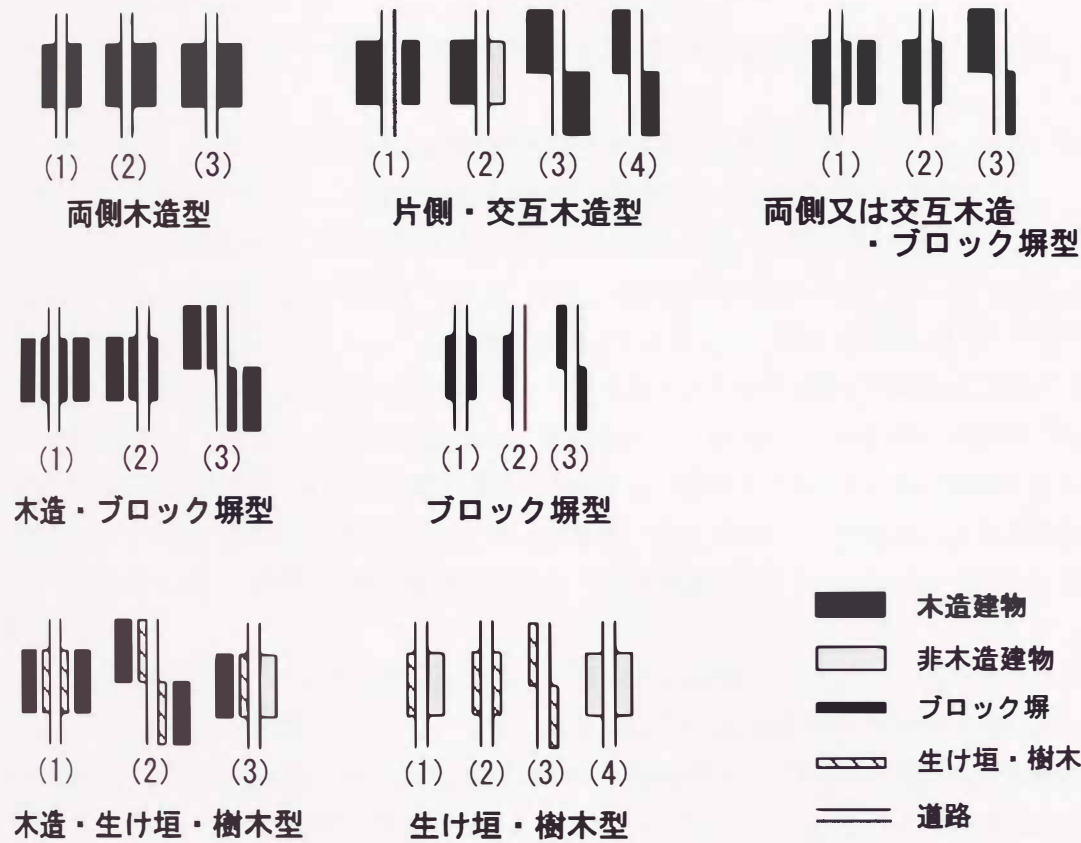 (1) (2) (3)
両側木造型
(1) (2) (3) (4)
片側・交互木造型
(1) (2) (3)
両側又は交互木造
・ブロック塀型
(1) (2) (3)
木造・ブロック塀型
(1) (2) (3)
ブロック塀型
(1) (2) (3)
木造・生け垣・樹木型
(1) (2) (3) (4)
生け垣・樹木型
木造建物
非木造建物
ブロック塀
生け垣・樹木
道路